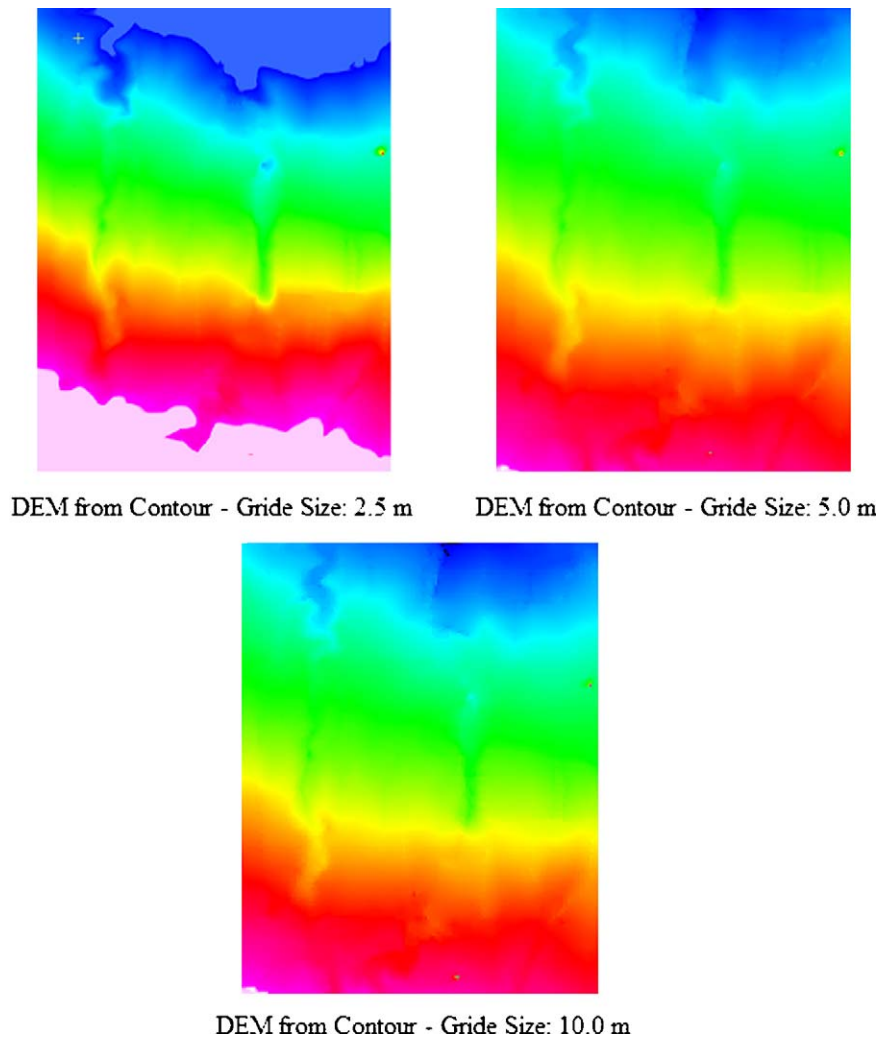 DEM from Contour - Gride Size: 2.5 m
DEM from Contour - Gride Size: 5.0 m
DEM from Contour - Gride Size: 10.0 m